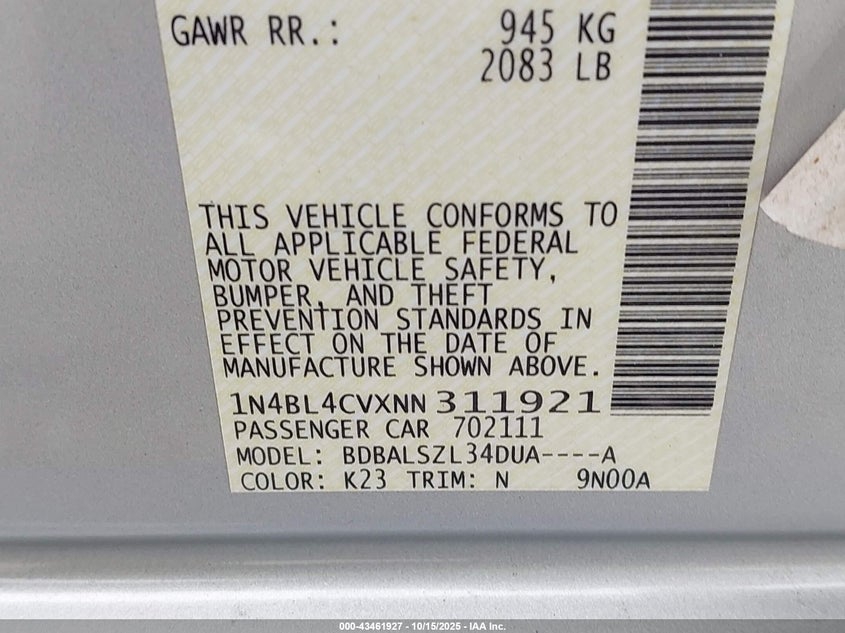 GAWR RR.: 945 KG
2083 LB
THIS VEHICLE CONFORMS TO
ALL APPLICABLE FEDERAL
MOTOR VEHICLE SAFETY,
BUMPER, AND THEFT
PREVENTION STANDARDS IN
EFFECT ON THE DATE OF
MANUFACTURE SHOWN ABOVE.
1N4BL4CVXNN311921
PASSENGER CAR 702111
MODEL: BDBALSZL34DUA----A
COLOR: K23 TRIM: N 9N00A
000-43461927 - 10/15/2025 - IAA Inc.